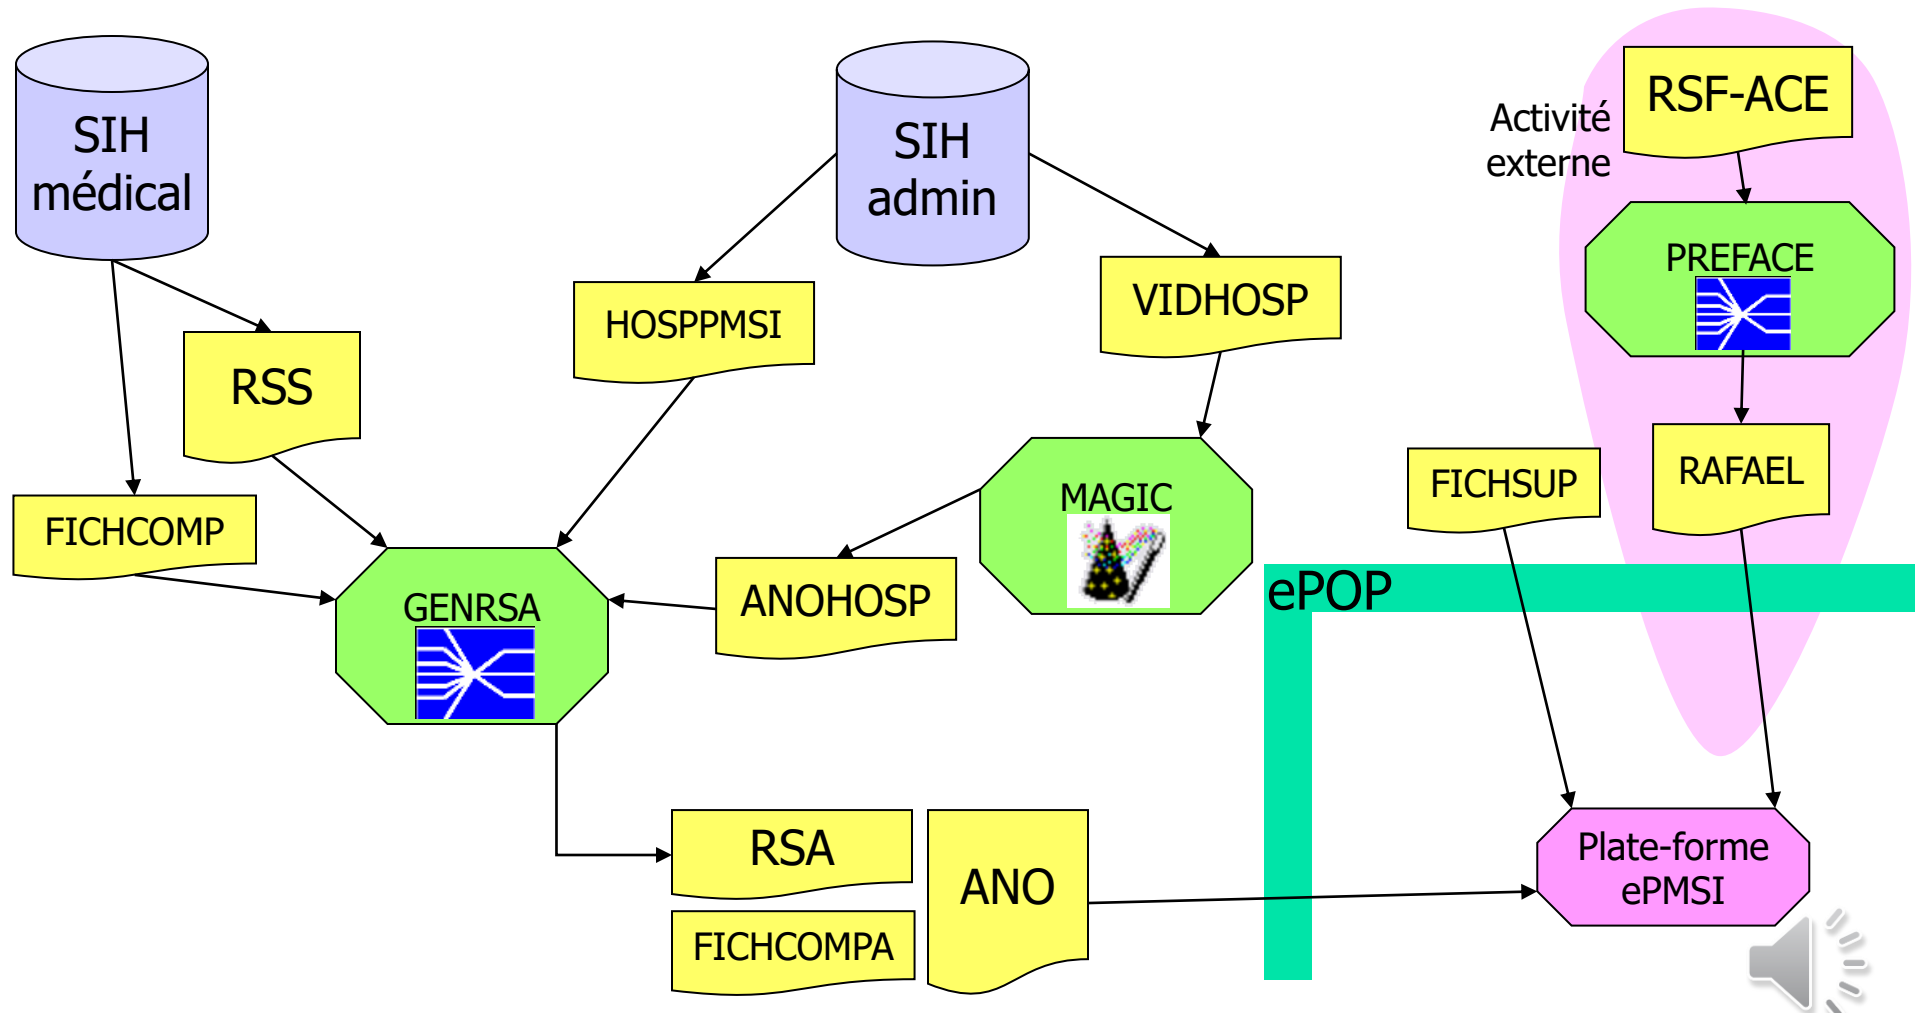 SIH
médical
SIH
admin
Activité
externe
RSF-ACE
PREFACE
HOSPPMSI
VIDHOSP
RSS
FICHCOMP
MAGIC
FICHSUP
RAFAEL
GENRSA
ANOHOSP
ePOP
RSA
ANO
FICHCOMPA
Plate-forme
ePMSI